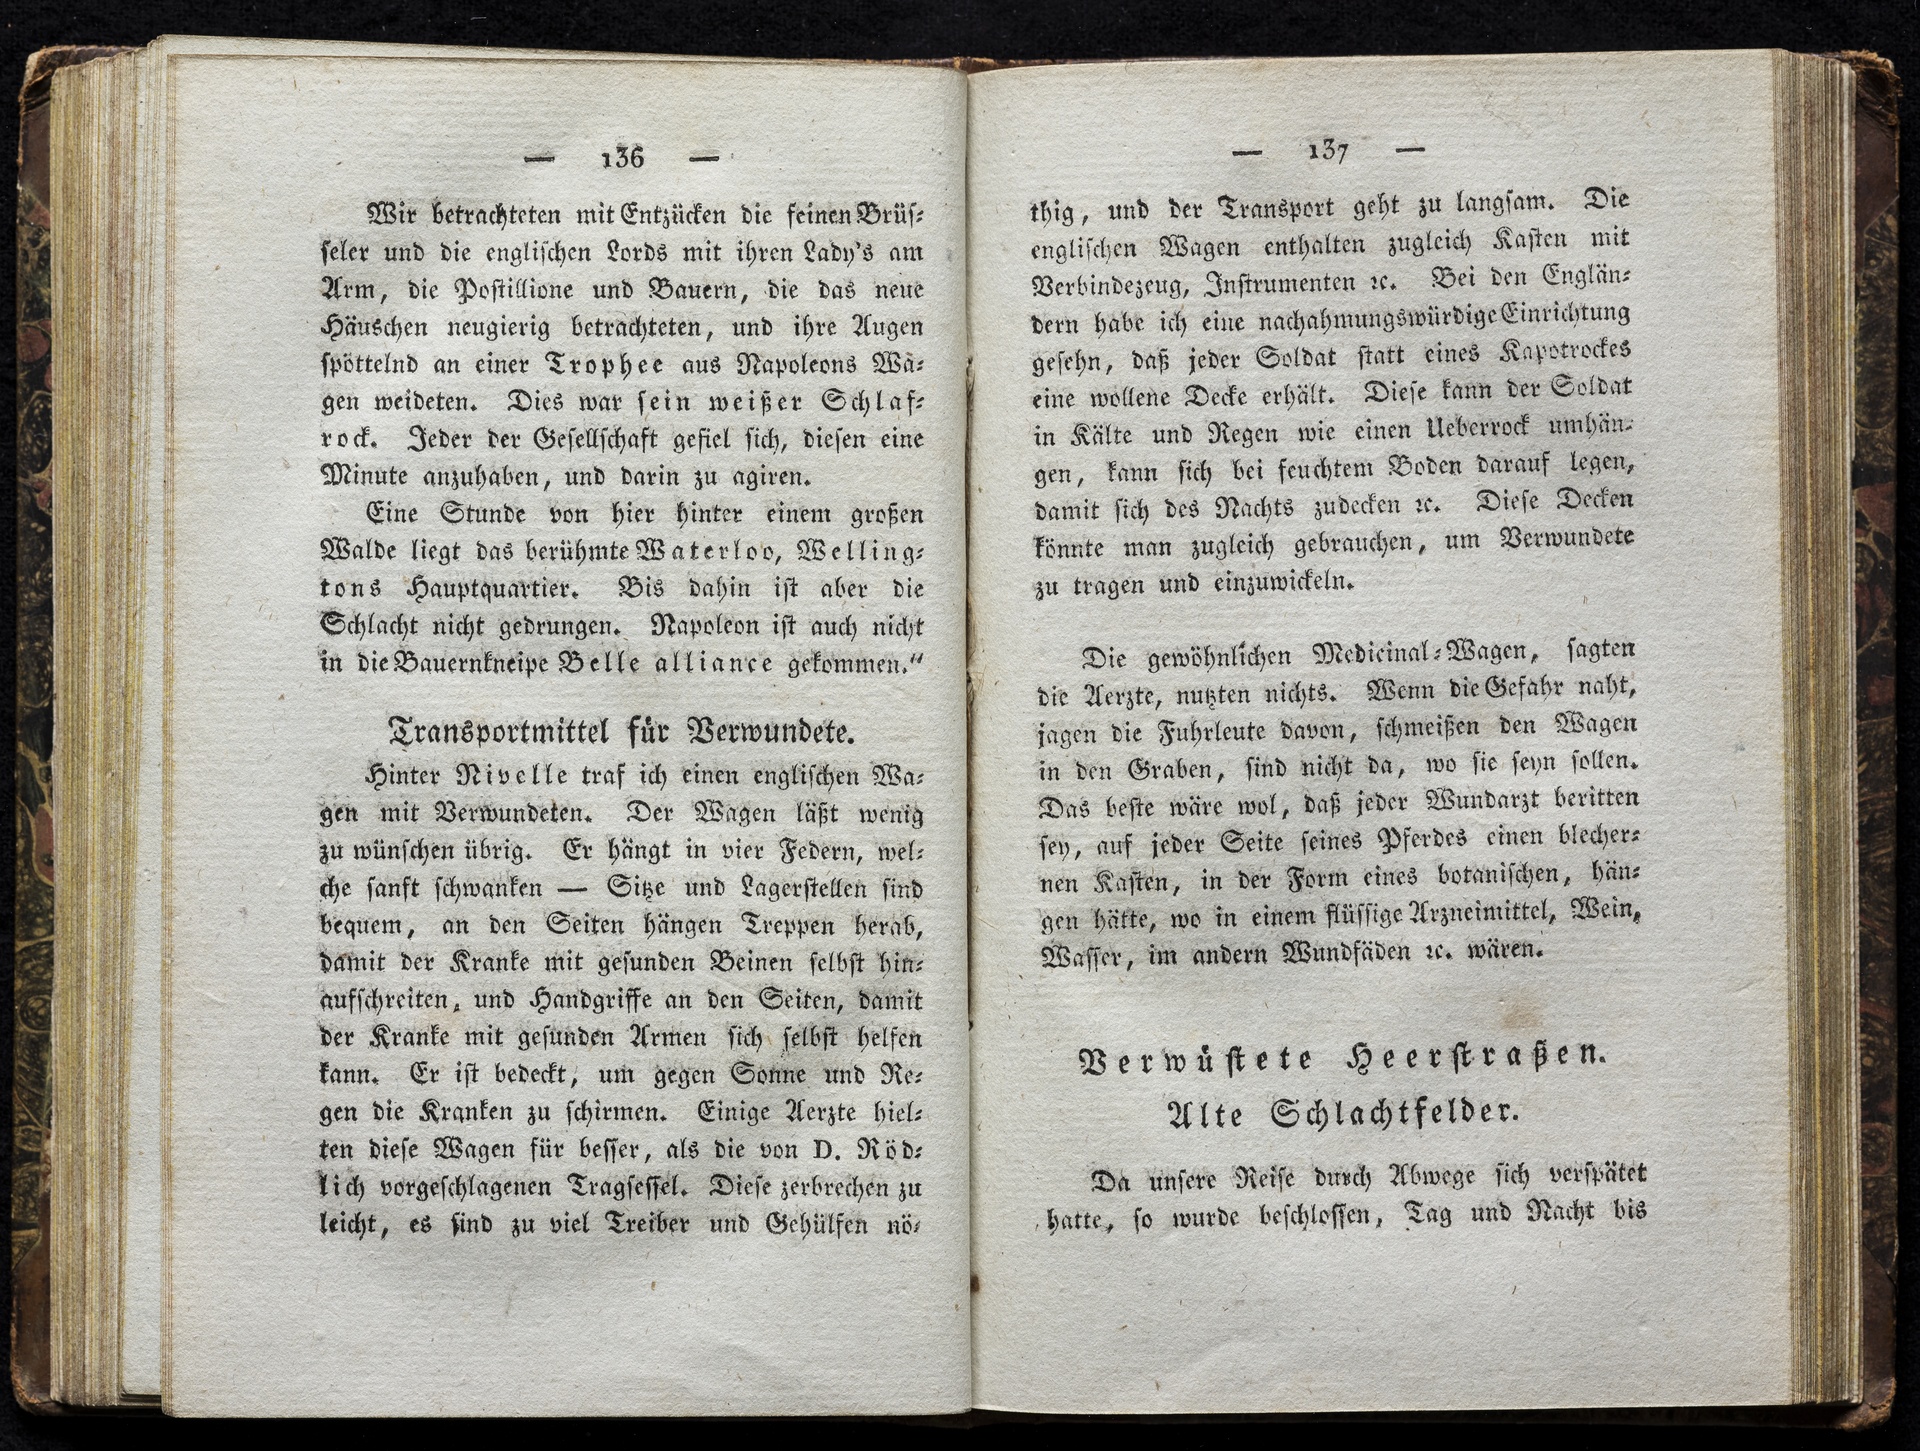 — 136 —
Wir betrachteten mit Entzücken die feinen Brüs-
seler und die englischen Lords mit ihren Lady's am
Arm, die Postillione und Bauern, die das neue
Häuschen neugierig betrachteten, und ihre Augen
spöttelnd an einer Trophee aus Napoleons Wä-
gen weideten. Dies war sein weißer Schlaf-
rock. Jeder der Gesellschaft gefiel sich, diesen eine
Minute anzuhaben, und darin zu agiren.
Eine Stunde von hier hinter einem großen
Walde liegt das berühmte Waterloo, Welling-
tons Hauptquartier. Bis dahin ist aber die
Schlacht nicht gedrungen. Napoleon ist auch nicht
in die Bauernkneipe Belle alliance gekommen.“
Transportmittel für Verwundete.
Hinter Nivelle traf ich einen englischen Wa-
gen mit Verwundeten. Der Wagen läßt wenig
zu wünschen übrig. Er hängt in vier Federn, wel-
che sanft schwanken — Sitze und Lagerstellen sind
bequem, an den Seiten hängen Treppen herab,
damit der Kranke mit gesunden Beinen selbst hin-
aufschreiten, und Handgriffe an den Seiten, damit
der Kranke mit gesunden Armen sich selbst helfen
kann. Er ist bedeckt, um gegen Sonne und Re-
gen die Kranken zu schirmen. Einige Aerzte hiel-
ten diese Wagen für besser, als die von D. Röd-
lich vorgeschlagenen Tragsessel. Diese zerbrechen zu
leicht, es sind zu viel Treiber und Gehülfen nö-
— 137 —
thig, und der Transport geht zu langsam. Die
englischen Wagen enthalten zugleich Kasten mit
Verbindezeug, Instrumenten ꝛc. Bei den Englän-
dern habe ich eine nachahmungswürdige Einrichtung
gesehn, daß jeder Soldat statt eines Kapotrockes
eine wollene Decke erhält. Diese kann der Soldat
in Kälte und Regen wie einen Ueberrock umhän-
gen, kann sich bei feuchtem Boden darauf legen,
damit sich des Nachts zudecken ꝛc. Diese Decken
könnte man zugleich gebrauchen, um Verwundete
zu tragen und einzuwickeln.
Die gewöhnlichen Medicinal-Wagen, sagten
die Aerzte, nutzten nichts. Wenn die Gefahr naht,
jagen die Fuhrleute davon, schmeißen den Wagen
in den Graben, sind nicht da, wo sie seyn sollen.
Das beste wäre wol, daß jeder Wundarzt beritten
sey, auf jeder Seite seines Pferdes einen blecher-
nen Kasten, in der Form eines botanischen, hän-
gen hätte, wo in einem flüssige Arzneimittel, Wein,
Wasser, im andern Wundfäden ꝛc. wären.
Verwüstete Heerstraßen.
Alte Schlachtfelder.
Da unsere Reise durch Abwege sich verspätet
hatte, so wurde beschlossen, Tag und Nacht bis